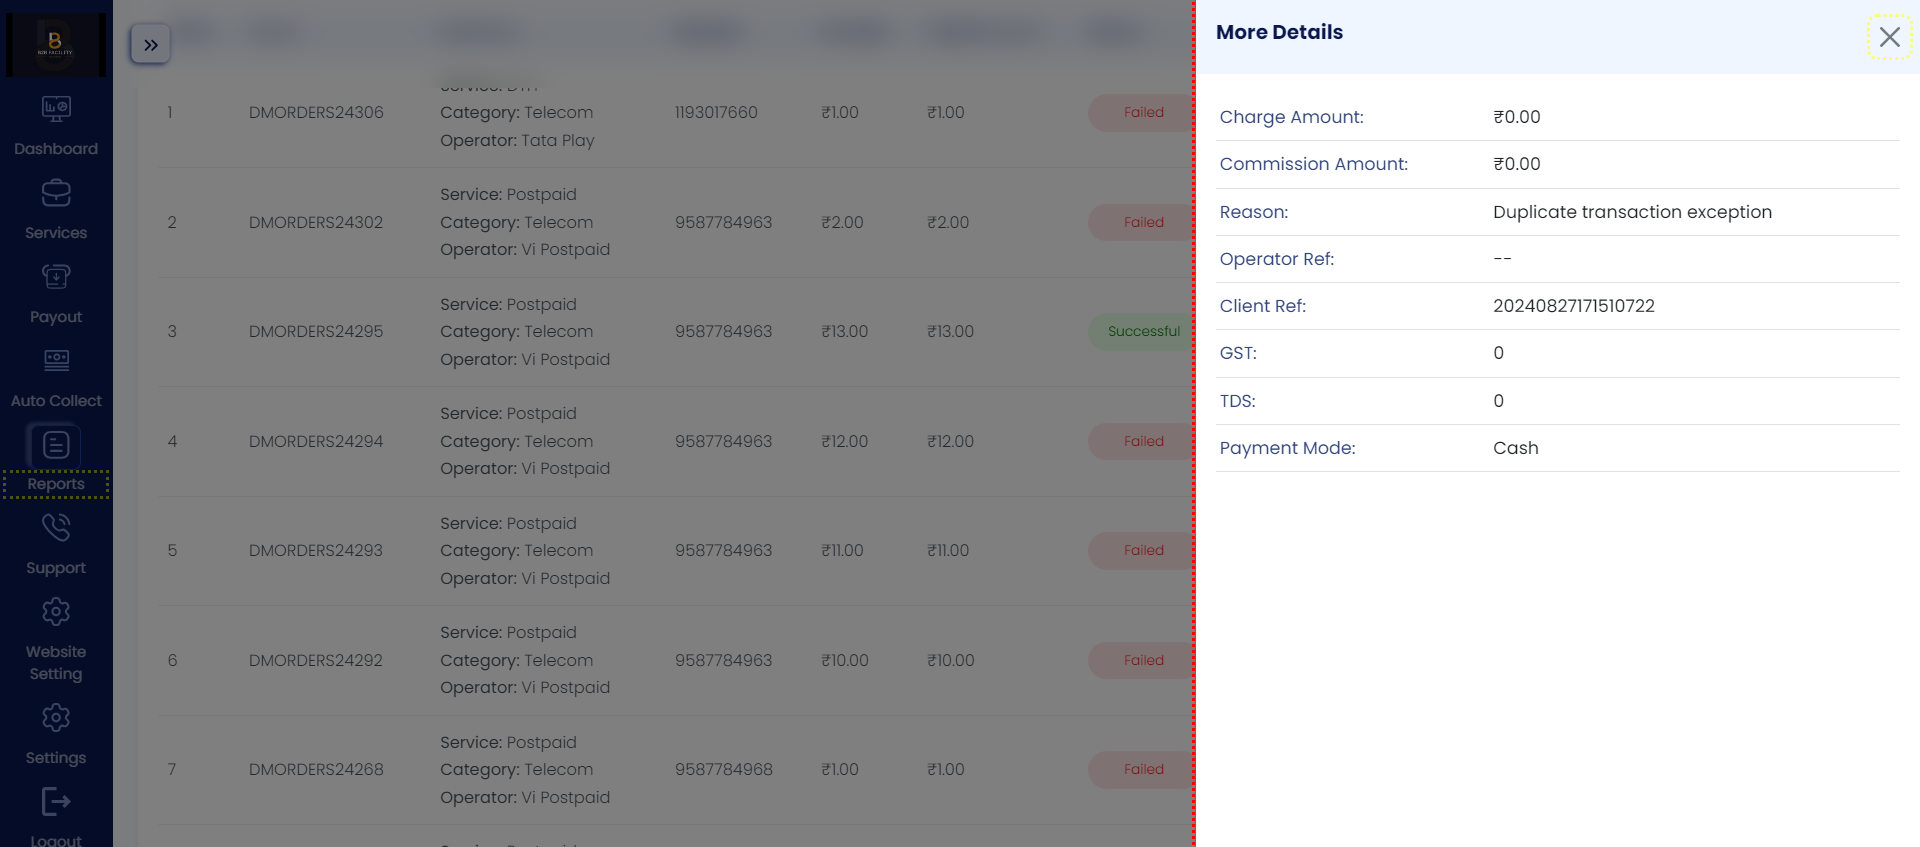 B2B FACILITY
Dashboard
Services
Payout
Auto Collect
Reports
Support
Website
Setting
Settings
Logout
1 DMORDERS24306 Category: Telecom 1193017660 ₹1.00 ₹1.00 Failed
Operator: Tata Play
Service: Postpaid
2 DMORDERS24302 Category: Telecom 9587784963 ₹2.00 ₹2.00 Failed
Operator: Vi Postpaid
Service: Postpaid
3 DMORDERS24295 Category: Telecom 9587784963 ₹13.00 ₹13.00 Successful
Operator: Vi Postpaid
Service: Postpaid
4 DMORDERS24294 Category: Telecom 9587784963 ₹12.00 ₹12.00 Failed
Operator: Vi Postpaid
Service: Postpaid
5 DMORDERS24293 Category: Telecom 9587784963 ₹11.00 ₹11.00 Failed
Operator: Vi Postpaid
Service: Postpaid
6 DMORDERS24292 Category: Telecom 9587784963 ₹10.00 ₹10.00 Failed
Operator: Vi Postpaid
Service: Postpaid
7 DMORDERS24268 Category: Telecom 9587784968 ₹1.00 ₹1.00 Failed
Operator: Vi Postpaid
More Details
Charge Amount: ₹0.00
Commission Amount: ₹0.00
Reason: Duplicate transaction exception
Operator Ref: --
Client Ref: 20240827171510722
GST: 0
TDS: 0
Payment Mode: Cash